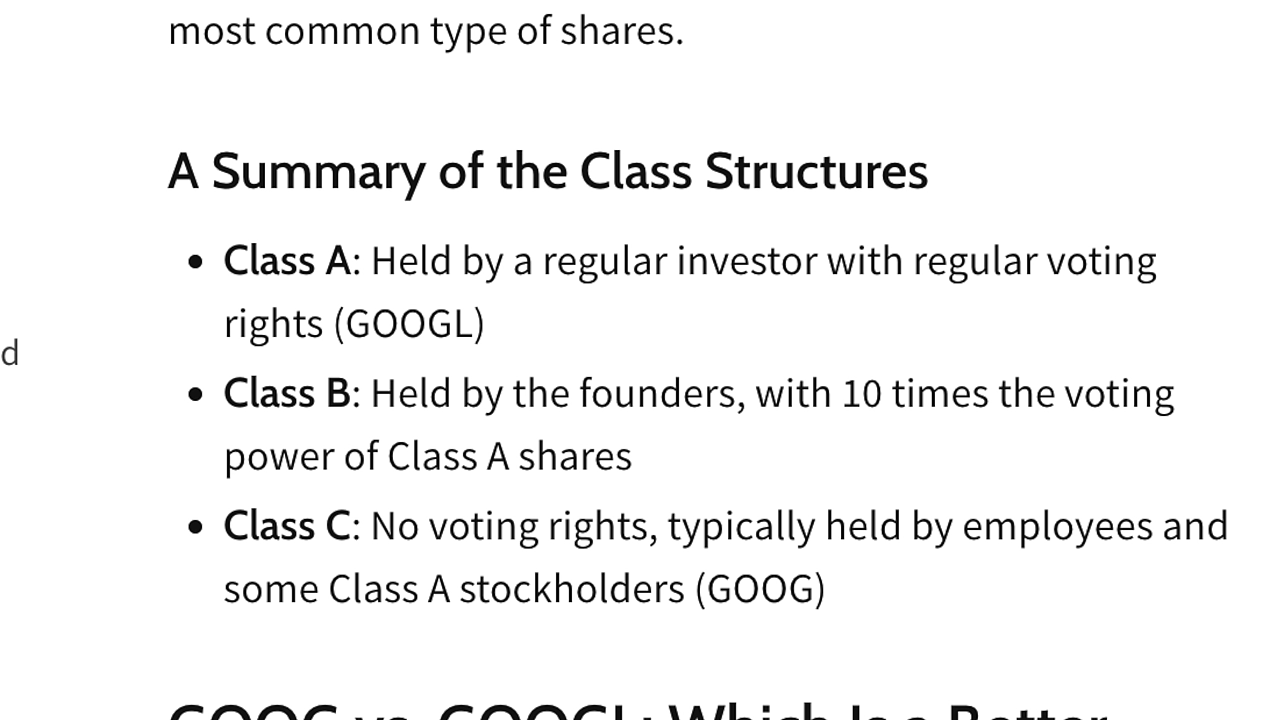 most common type of shares.
A Summary of the Class Structures
• Class A: Held by a regular investor with regular voting
rights (GOOGL)
d
• Class B: Held by the founders, with 10 times the voting
power of Class A shares
• Class C: No voting rights, typically held by employees and
some Class A stockholders (GOOG)
GOOG vs. GOOGL: Which Is a Better